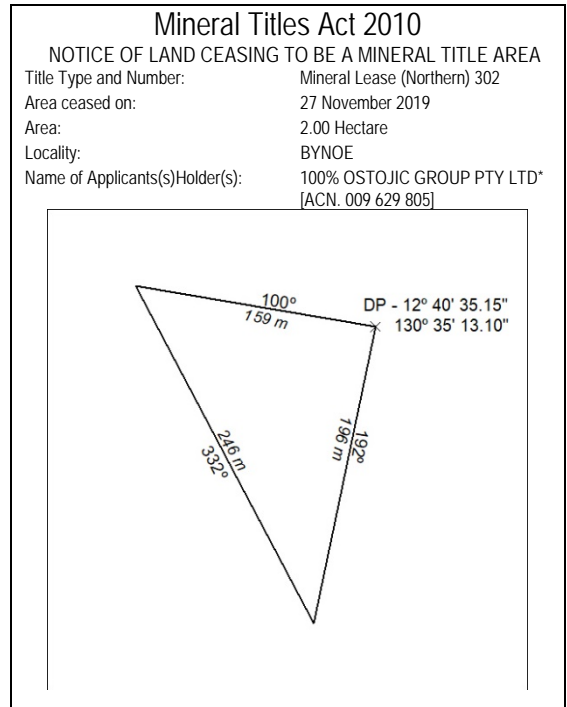 Mineral Titles Act 2010
NOTICE OF LAND CEASING TO BE A MINERAL TITLE AREA
Title Type and Number: Mineral Lease (Northern) 302
Area ceased on: 27 November 2019
Area: 2.00 Hectare
Locality: BYNOE
Name of Applicants(s)Holder(s): 100% OSTOJIC GROUP PTY LTD*
[ACN. 009 629 805]
100°
159 m
DP - 12° 40' 35.15"
130° 35' 13.10"
192°
196 m
246 m
332°